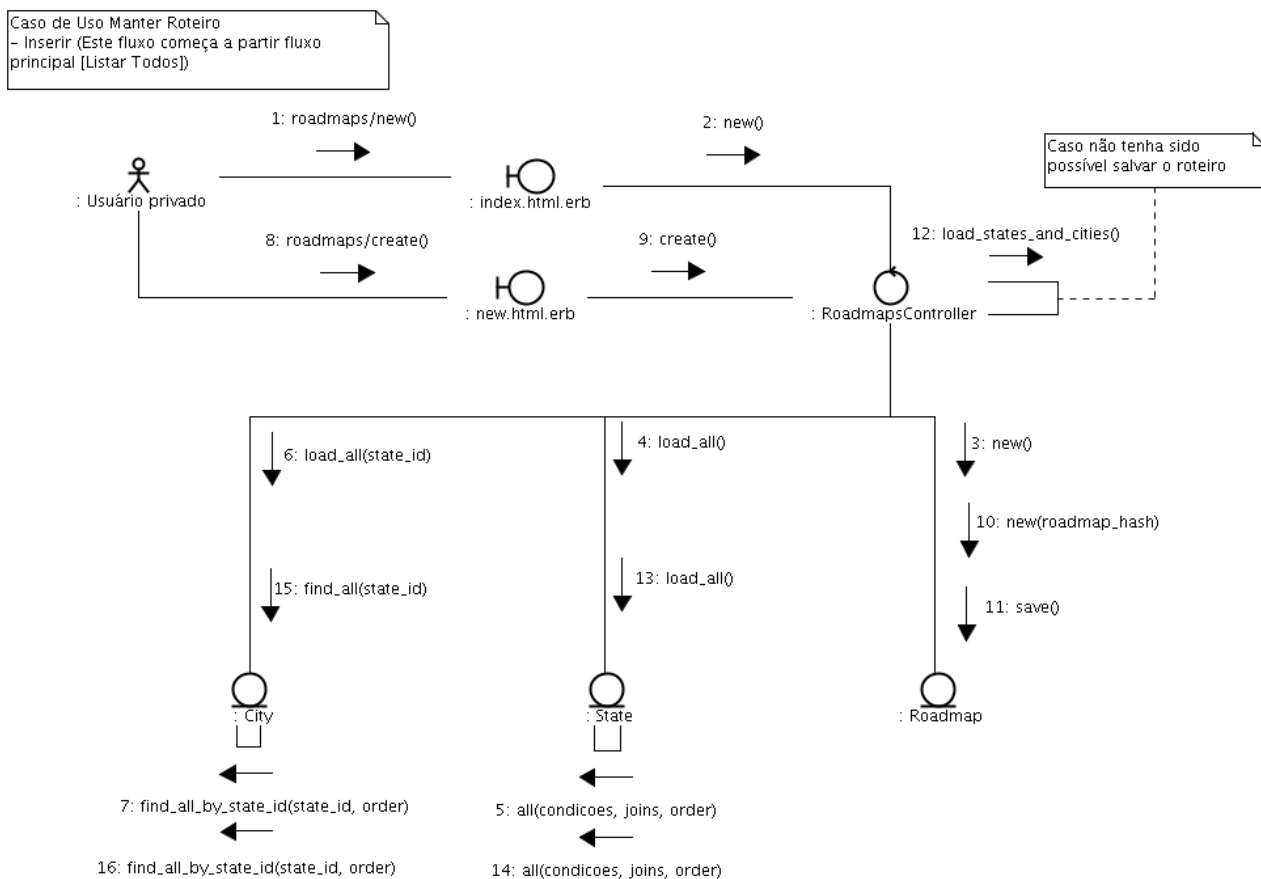 Caso de Uso Manter Roteiro
– Inserir (Este fluxo começa a partir fluxo
principal [Listar Todos])
1: roadmaps/new()
2: new()
Caso não tenha sido
possível salvar o roteiro
: Usuário privado
: index.html.erb
8: roadmaps/create()
9: create()
12: load_states_and_cities()
: new.html.erb
: RoadmapsController
6: load_all(state_id)
4: load_all()
3: new()
10: new(roadmap_hash)
15: find_all(state_id)
13: load_all()
11: save()
: City
: State
: Roadmap
7: find_all_by_state_id(state_id, order)
5: all(condicoes, joins, order)
16: find_all_by_state_id(state_id, order)
14: all(condicoes, joins, order)